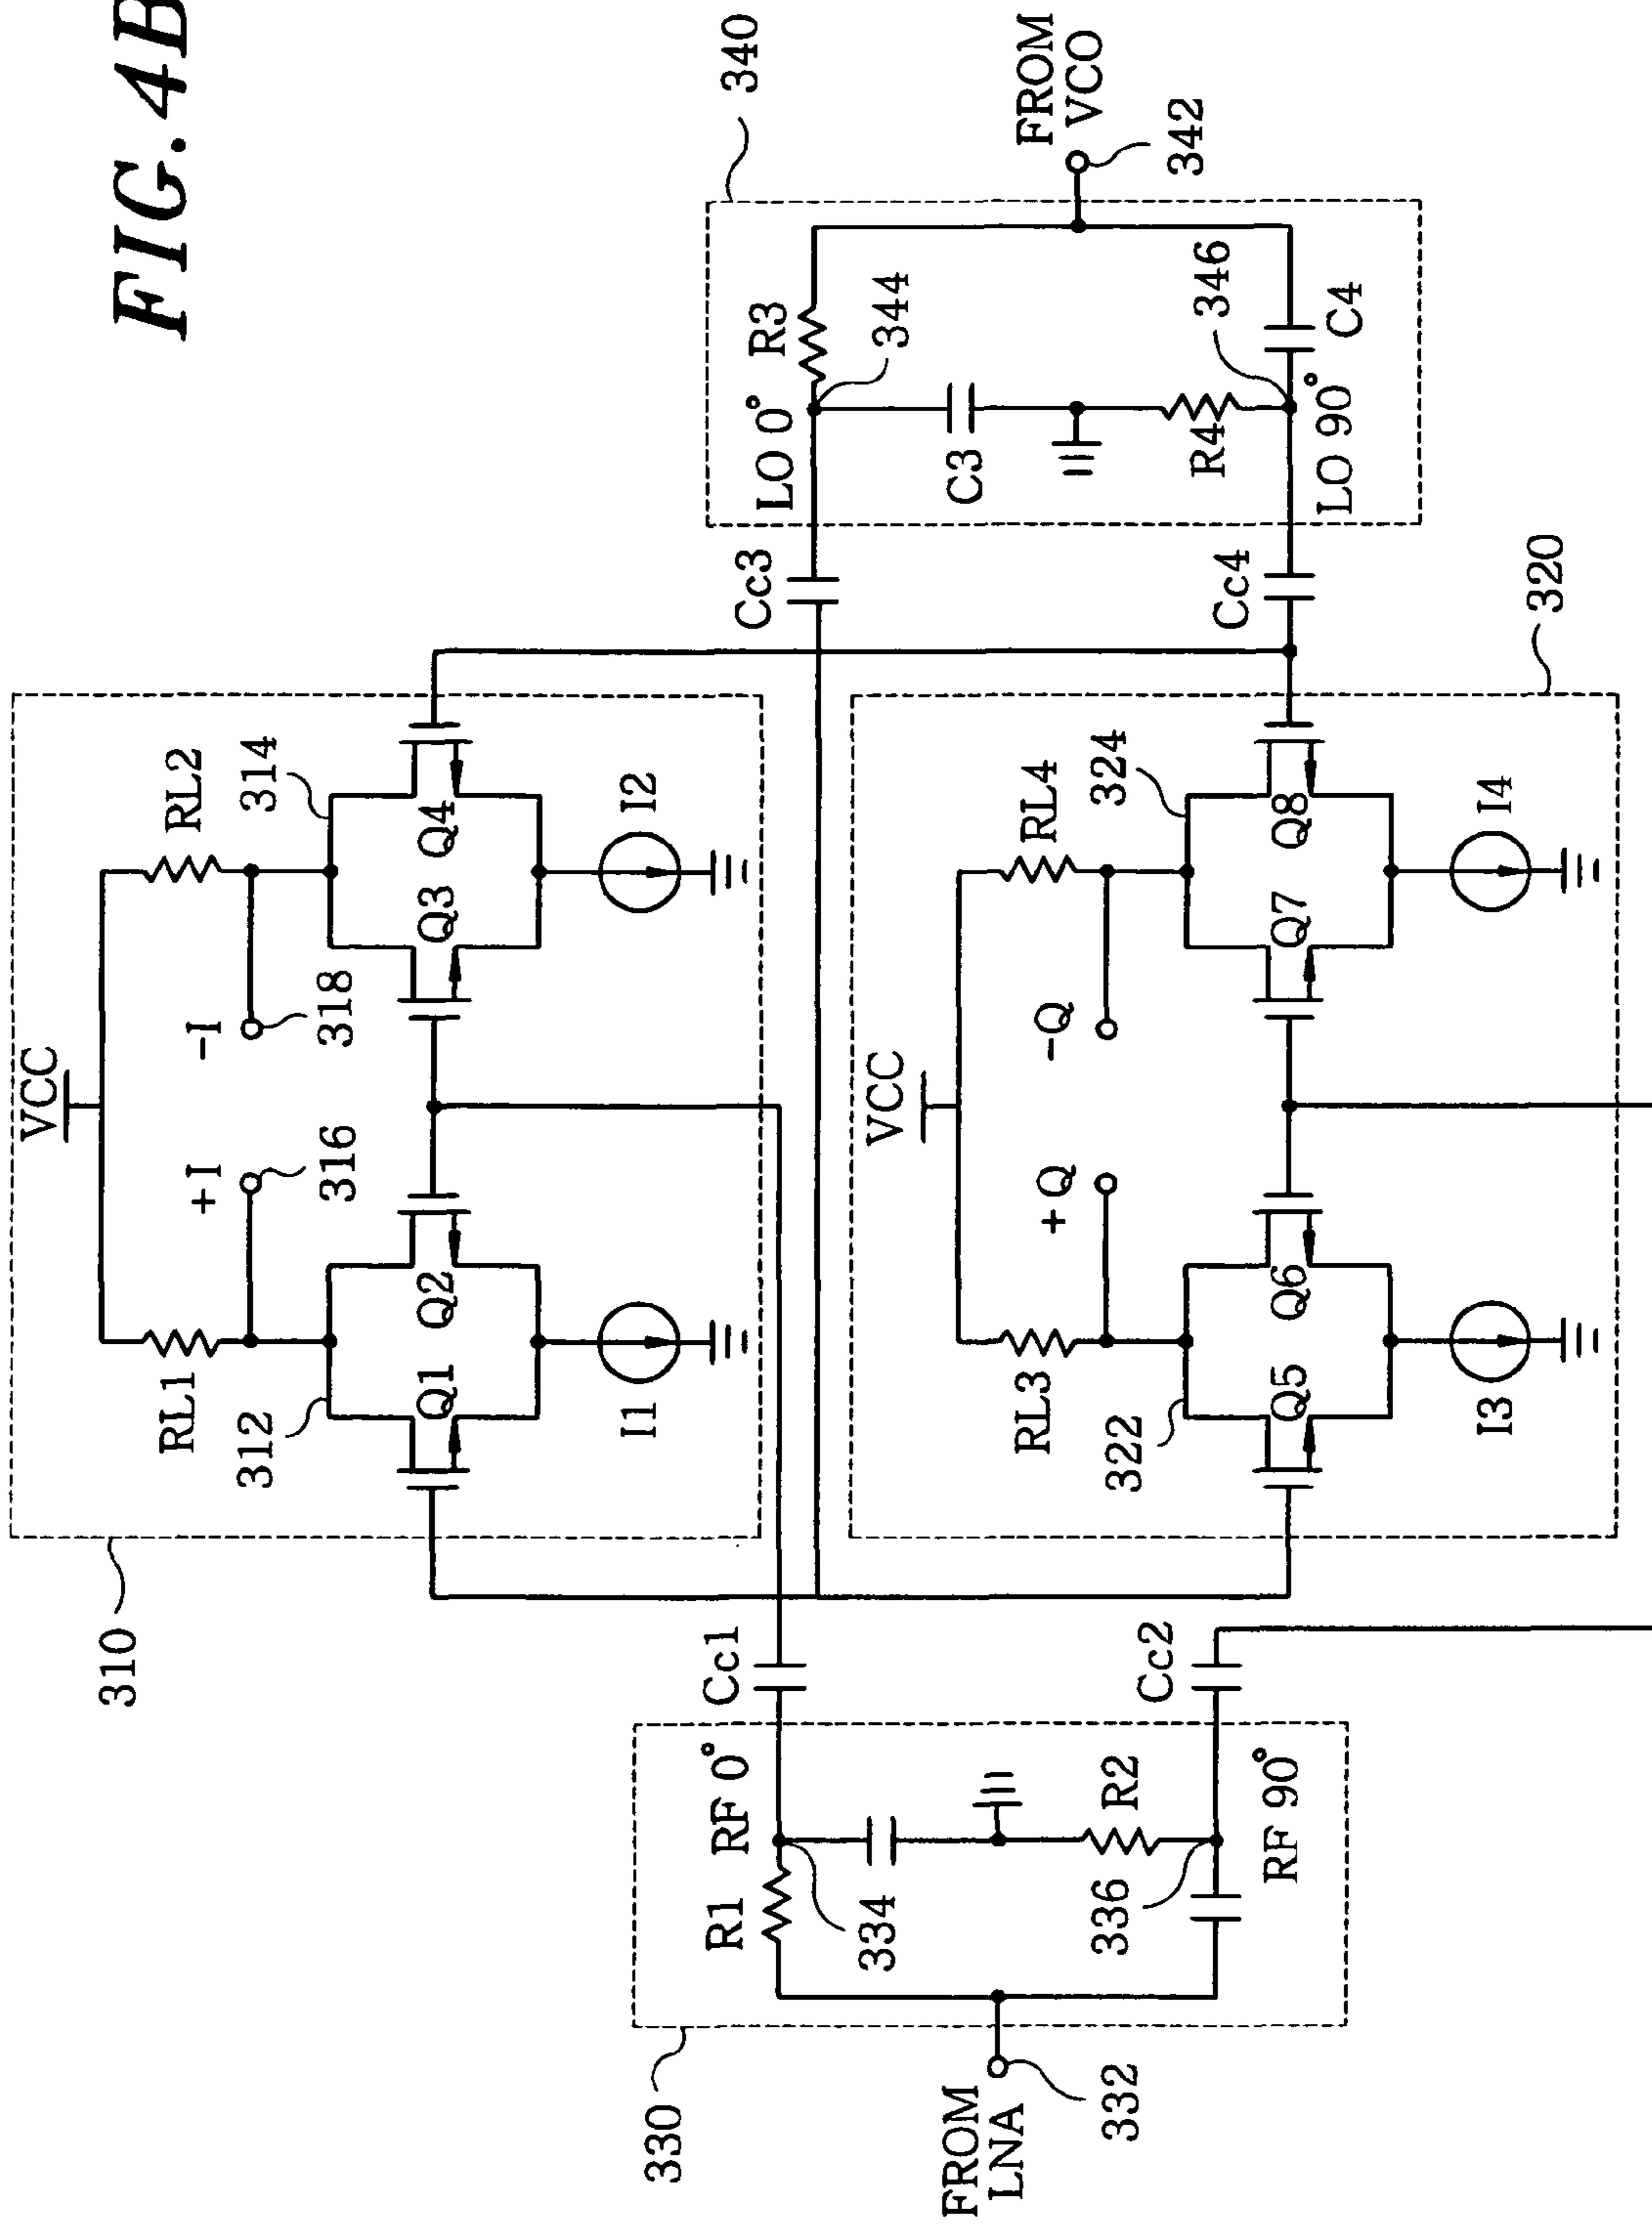 FIG. 4B
310
VCC
RL1
+I
-I
RL2
312
316
318
314
Q1
Q2
Q3
Q4
I1
I2
330
FROM
LNA
332
R1
RF 0°
334
336
R2
RF 90°
Cc1
Cc2
VCC
RL3
+Q
-Q
RL4
322
324
Q5
Q6
Q7
Q8
I3
I4
320
Cc3
Cc4
340
LO 0°
R3
344
C3
R4
346
LO 90°
C4
FROM
VCO
342